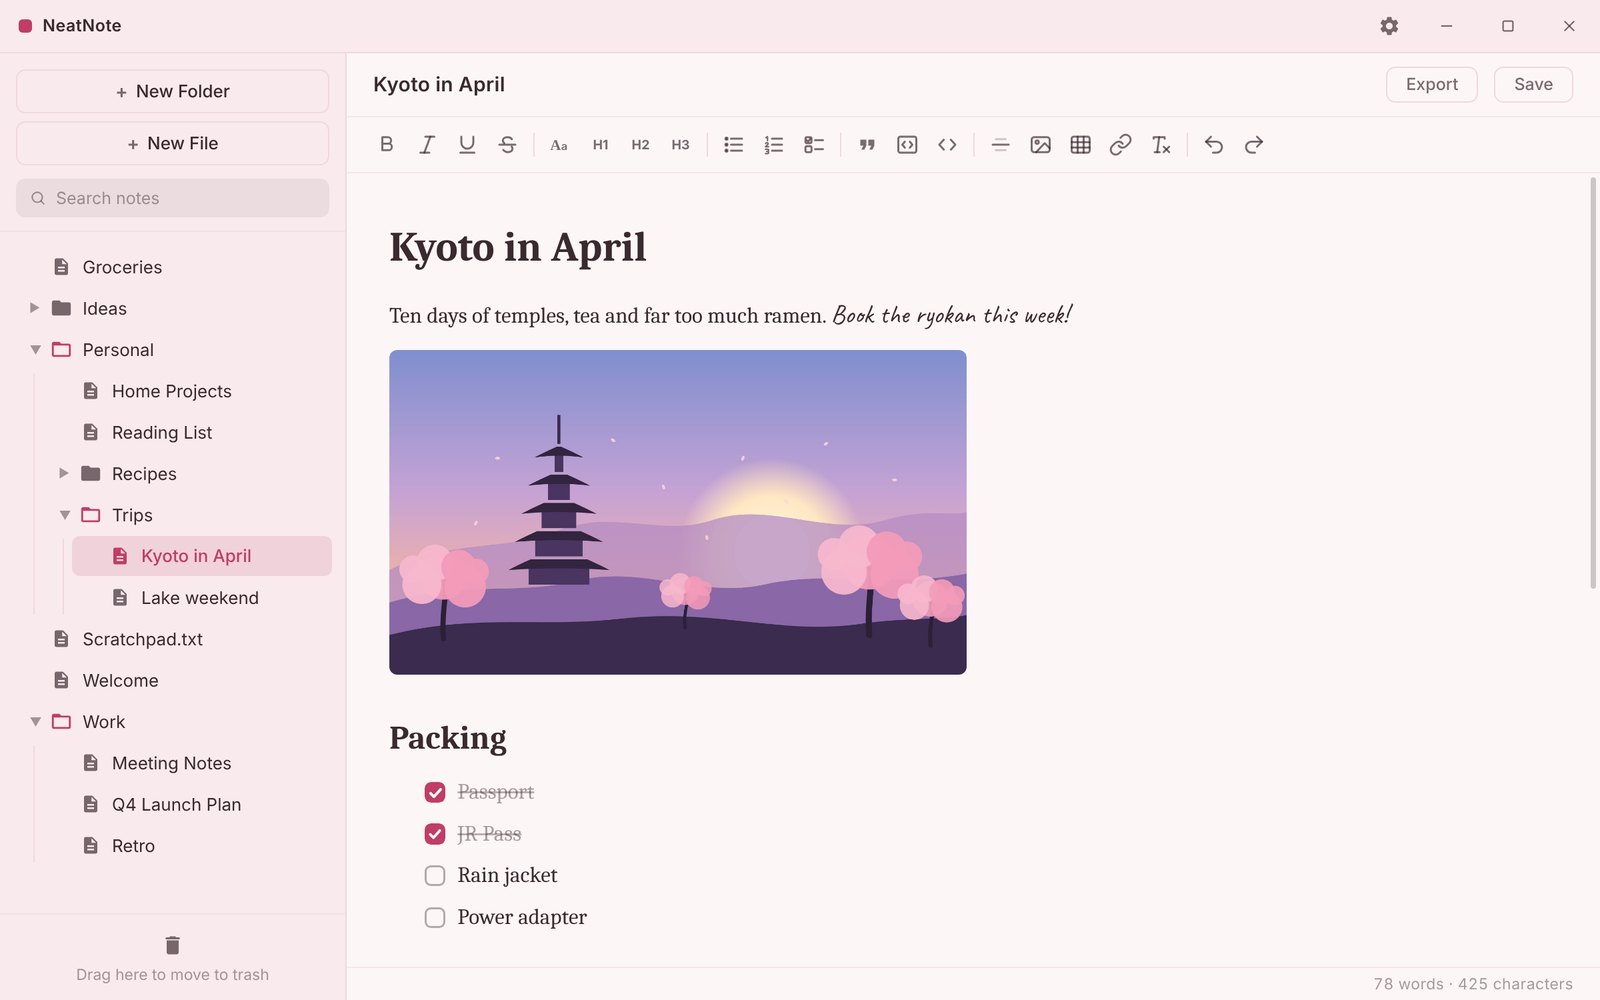 NeatNote
+ New Folder
+ New File
Search notes
Groceries
Ideas
Personal
Home Projects
Reading List
Recipes
Trips
Kyoto in April
Lake weekend
Scratchpad.txt
Welcome
Work
Meeting Notes
Q4 Launch Plan
Retro
Drag here to move to trash
Kyoto in April
Export
Save
B I U S Aa H1 H2 H3
Kyoto in April
Ten days of temples, tea and far too much ramen. Book the ryokan this week!
Packing
Passport
JR Pass
Rain jacket
Power adapter
78 words · 425 characters